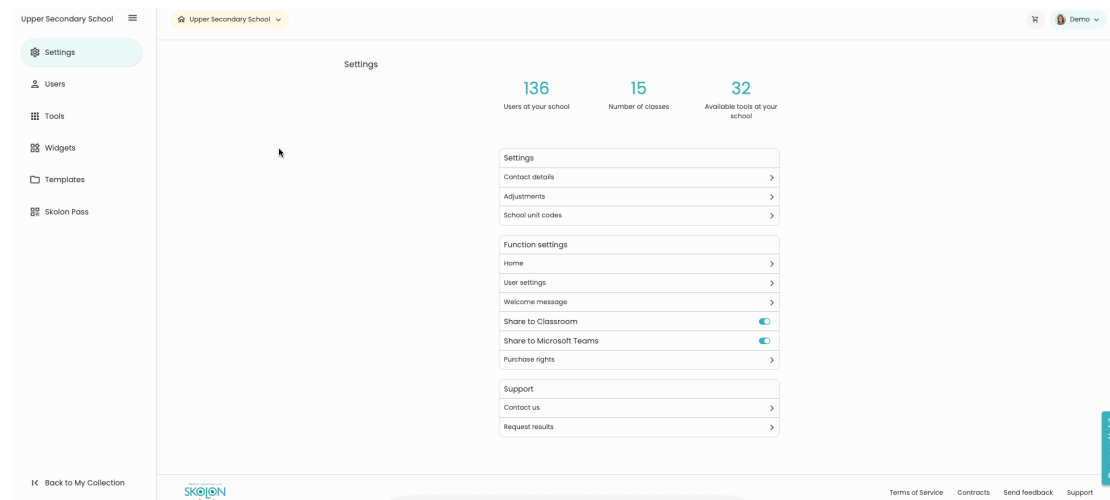 Upper Secondary School
Upper Secondary School
Demo
Settings
Users
Tools
Widgets
Templates
Skolon Pass
Back to My Collection
Settings
136
Users at your school
15
Number of classes
32
Available tools at your
school
Settings
Contact details
Adjustments
School unit codes
Function settings
Home
User settings
Welcome message
Share to Classroom
Share to Microsoft Teams
Purchase rights
Support
Contact us
Request results
SKOLON
Terms of Service
Contracts
Send feedback
Support